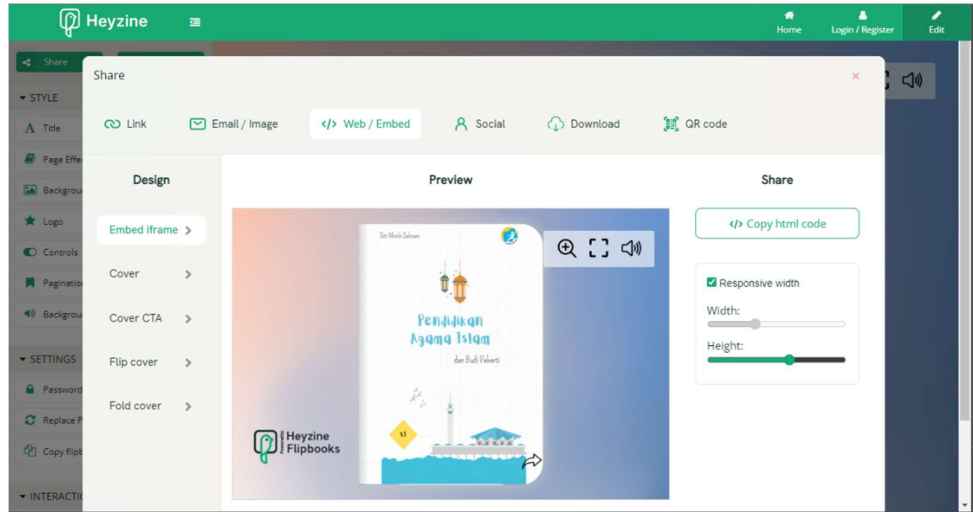 Heyzine
Home
Login / Register
Edit
Share
STYLE
Title
Page Effe
Backgrou
Logo
Controls
Paginatio
Backgrou
SETTINGS
Password
Replace P
Copy flipb
INTERACTIO
Share
Link
Email / Image
</> Web / Embed
Social
Download
QR code
Design
Embed iframe >
Cover >
Cover CTA >
Flip cover >
Fold cover >
Preview
Siti Minds Salmani
Pendidikan
Agama Islam
dan Budi Pekerti
VI
Heyzine
Flipbooks
Share
</> Copy html code
Responsive width
Width:
Height: